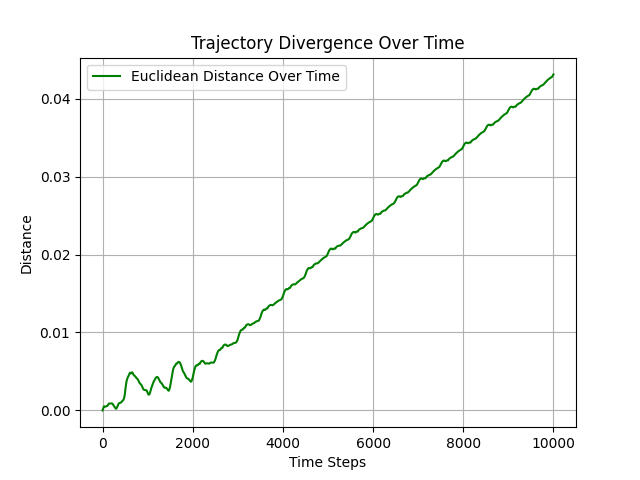 Trajectory Divergence Over Time
Euclidean Distance Over Time
0.04
0.03
0.02
0.01
0.00
Distance
0 2000 4000 6000 8000 10000
Time Steps